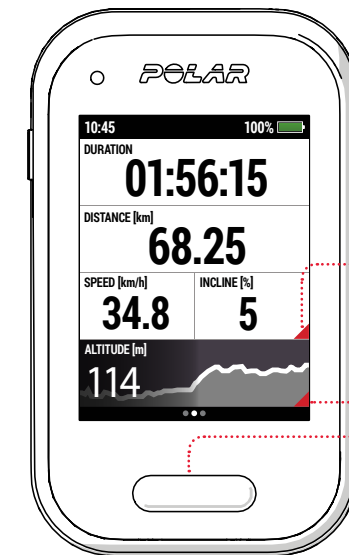 POLAR
10:45 100%
DURATION
01:56:15
DISTANCE [km]
68.25
SPEED [km/h] INCLINE [%]
34.8 5
ALTITUDE [m]
114